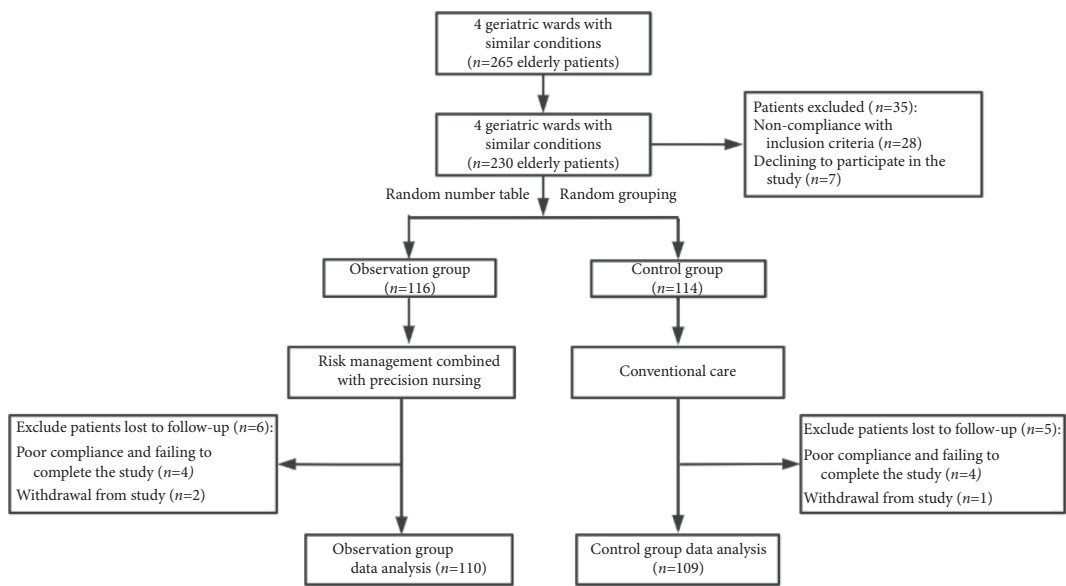 4 geriatric wards with
similar conditions
(n=265 elderly patients)
4 geriatric wards with
similar conditions
(n=230 elderly patients)
Patients excluded (n=35):
Non-compliance with
inclusion criteria (n=28)
Declining to participate in the
study (n=7)
Random number table
Random grouping
Observation group
(n=116)
Control group
(n=114)
Risk management combined
with precision nursing
Conventional care
Exclude patients lost to follow-up (n=6):
Poor compliance and failing to
complete the study (n=4)
Withdrawal from study (n=2)
Exclude patients lost to follow-up (n=5):
Poor compliance and failing to
complete the study (n=4)
Withdrawal from study (n=1)
Observation group
data analysis (n=110)
Control group data analysis
(n=109)